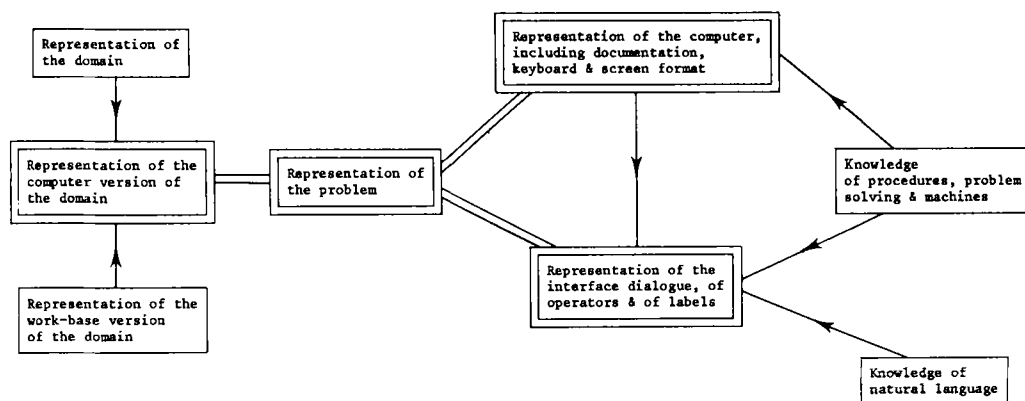 Representation of
the domain
Representation of the computer,
including documentation,
keyboard & screen format
Representation of the
computer version of
the domain
Representation of
the problem
Knowledge
of procedures, problem
solving & machines
Representation of the
work-base version
of the domain
Representation of the
interface dialogue, of
operators & of labels
Knowledge of
natural language